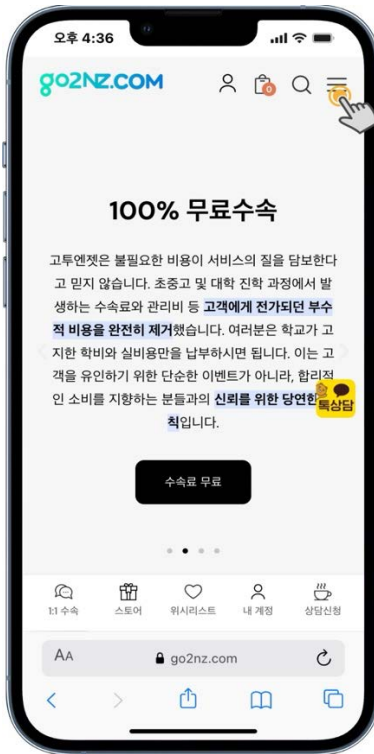 오후 4:36
go2NZ.COM
0
100% 무료수속
고투엔젯은 불필요한 비용이 서비스의 질을 담보한다
고 믿지 않습니다. 초중고 및 대학 진학 과정에서 발
생하는 수속료와 관리비 등 고객에게 전가되던 부수
적 비용을 완전히 제거했습니다. 여러분은 학교가 고
지한 학비와 실비용만을 납부하시면 됩니다. 이는 고
객을 유인하기 위한 단순한 이벤트가 아니라, 합리적
인 소비를 지향하는 분들과의 신뢰를 위한 당연한
칙입니다.
톡상담
수속료 무료
1:1 수속
스토어
위시리스트
내 계정
상담신청
AA
go2nz.com